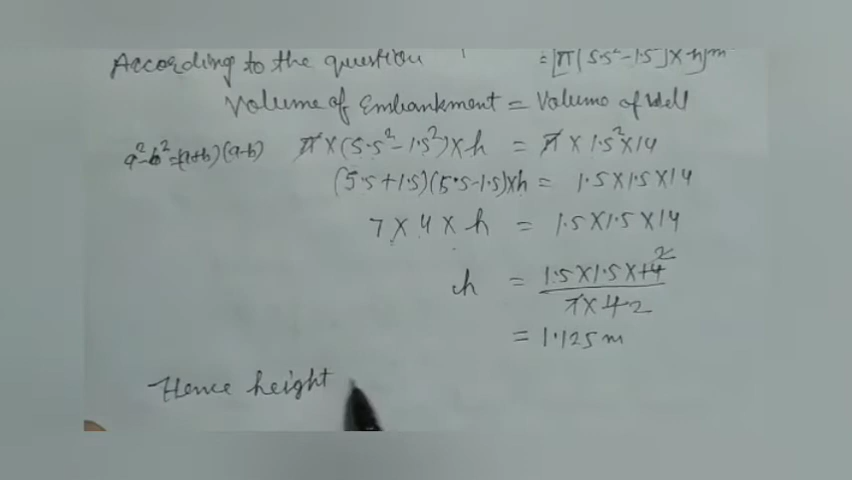 According to the question
= [π(5.5² - 1.5²) × h] m
Volume of Embankment = Volume of Well
a² - b² = (a+b)(a-b) π × (5.5² - 1.5²) × h = π × 1.5² × 14
(5.5 + 1.5)(5.5 - 1.5) × h = 1.5 × 1.5 × 14
7 × 4 × h = 1.5 × 1.5 × 14
h = 1.5 × 1.5 × 14 2
7 × 4 2
= 1.125 m
Hence height